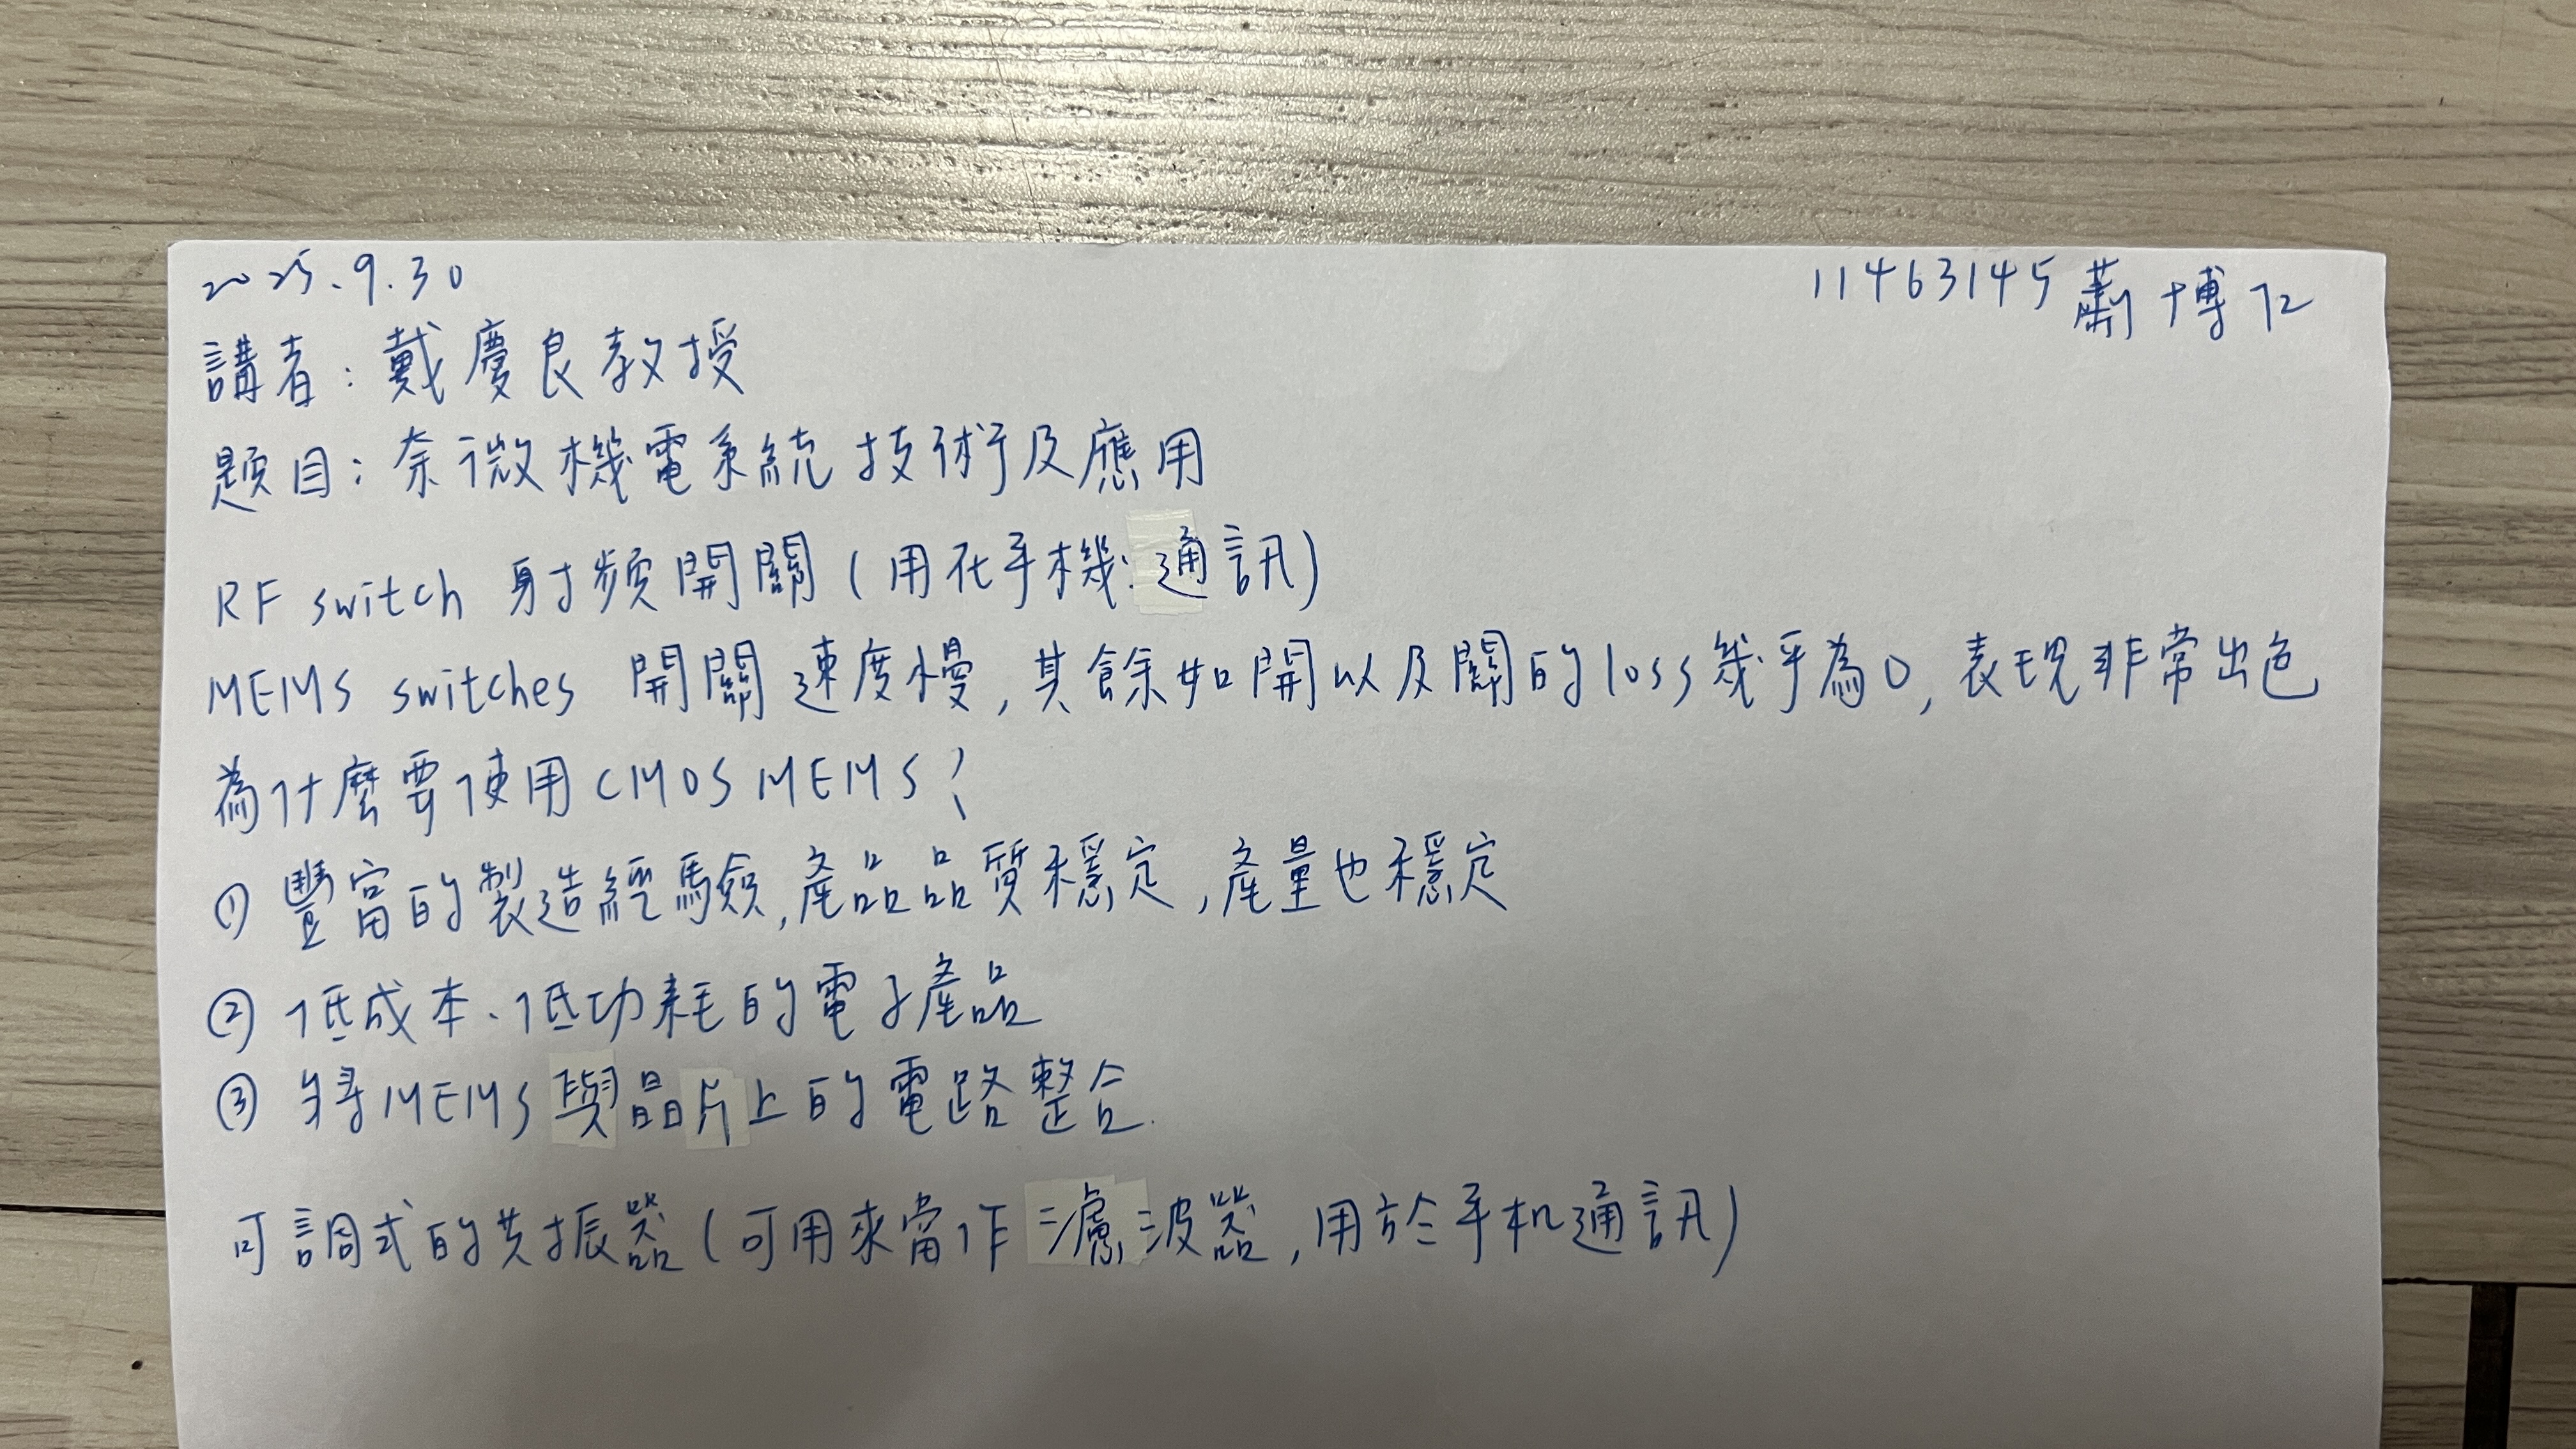 2025.9.30
11463145 蕭博仁
講者：戴慶良教授
題目：奈微機電系統技術及應用
RF switch 射頻開關（用在手機通訊）
MEMS switches 開關速度慢，其餘如開以及關的loss幾乎為0，表現非常出色
為什麼要使用CMOS MEMS？
① 豐富的製造經驗，產品品質穩定，產量也穩定
② 低成本、低功耗的電子產品
③ 將MEMS與晶片上的電路整合.
可調式的共振器（可用來當作濾波器，用於手机通訊）